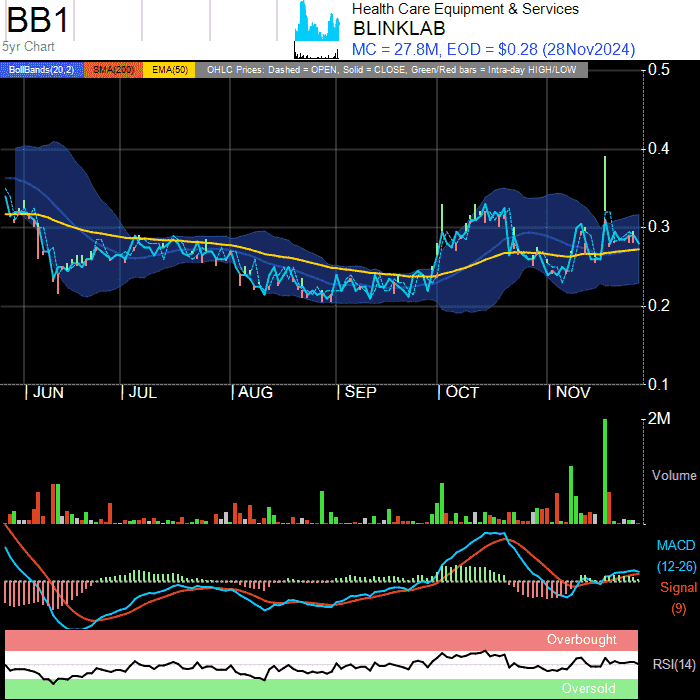 BB1
5yr Chart
Health Care Equipment & Services
BLINKLAB
MC = 27.8M, EOD = $0.28 (28Nov2024)
BollBands(20,2) SMA(200) EMA(50) OHLC Prices: Dashed = OPEN, Solid = CLOSE, Green/Red bars = Intra-day HIGH/LOW
0.5
0.4
0.3
0.2
0.1
JUN JUL AUG SEP OCT NOV
2M
Volume
MACD
(12-26)
Signal
(9)
Overbought
RSI(14)
Oversold